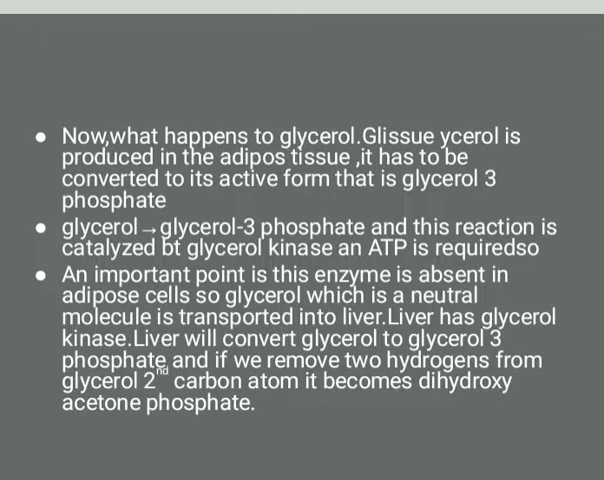 ● Now,what happens to glycerol.Glissue ycerol is
produced in the adipos tissue ,it has to be
converted to its active form that is glycerol 3
phosphate
● glycerol→glycerol-3 phosphate and this reaction is
catalyzed bt glycerol kinase an ATP is requiredso
● An important point is this enzyme is absent in
adipose cells so glycerol which is a neutral
molecule is transported into liver.Liver has glycerol
kinase.Liver will convert glycerol to glycerol 3
phosphate and if we remove two hydrogens from
glycerol 2nd carbon atom it becomes dihydroxy
acetone phosphate.